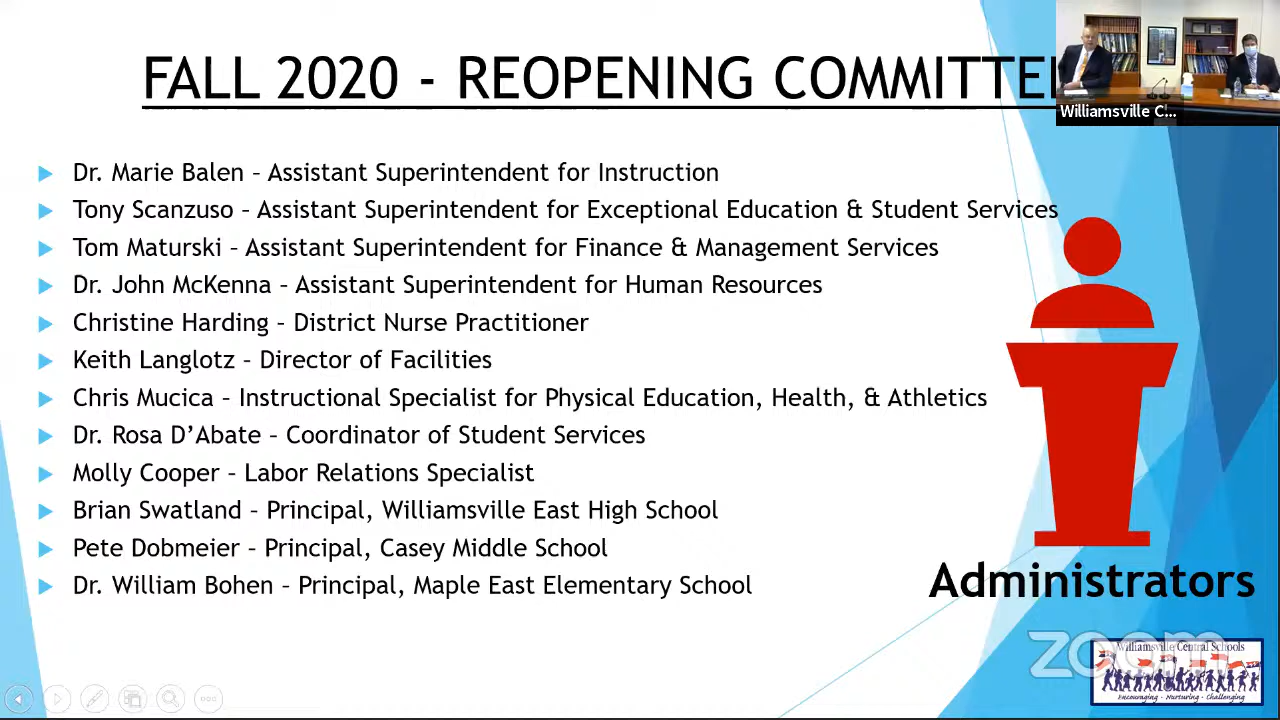 FALL 2020 - REOPENING COMMITTEE
Williamsville C...
Dr. Marie Balen – Assistant Superintendent for Instruction
Tony Scanzuso – Assistant Superintendent for Exceptional Education & Student Services
Tom Maturski – Assistant Superintendent for Finance & Management Services
Dr. John McKenna – Assistant Superintendent for Human Resources
Christine Harding – District Nurse Practitioner
Keith Langlotz – Director of Facilities
Chris Mucica – Instructional Specialist for Physical Education, Health, & Athletics
Dr. Rosa D’Abate – Coordinator of Student Services
Molly Cooper – Labor Relations Specialist
Brian Swatland – Principal, Williamsville East High School
Pete Dobmeier – Principal, Casey Middle School
Dr. William Bohen – Principal, Maple East Elementary School
Administrators
zoom
Williamsville Central Schools
Encouraging - Nurturing - Challenging